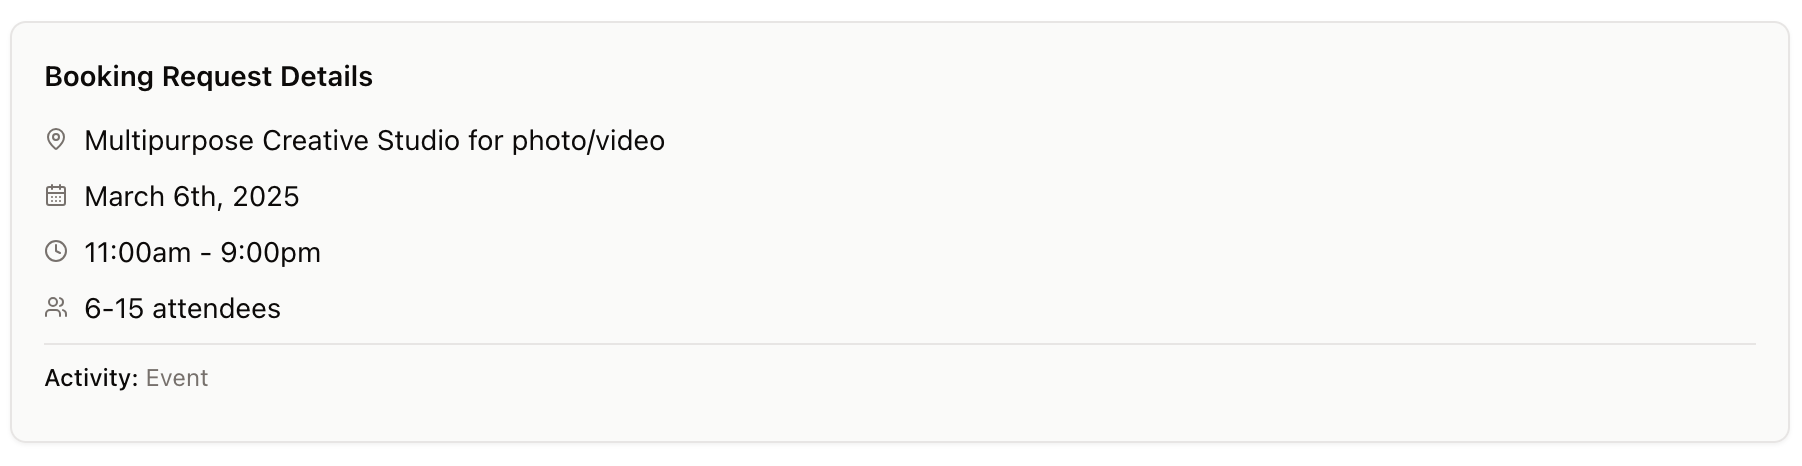 Booking Request Details
Multipurpose Creative Studio for photo/video
March 6th, 2025
11:00am - 9:00pm
6-15 attendees
Activity: Event